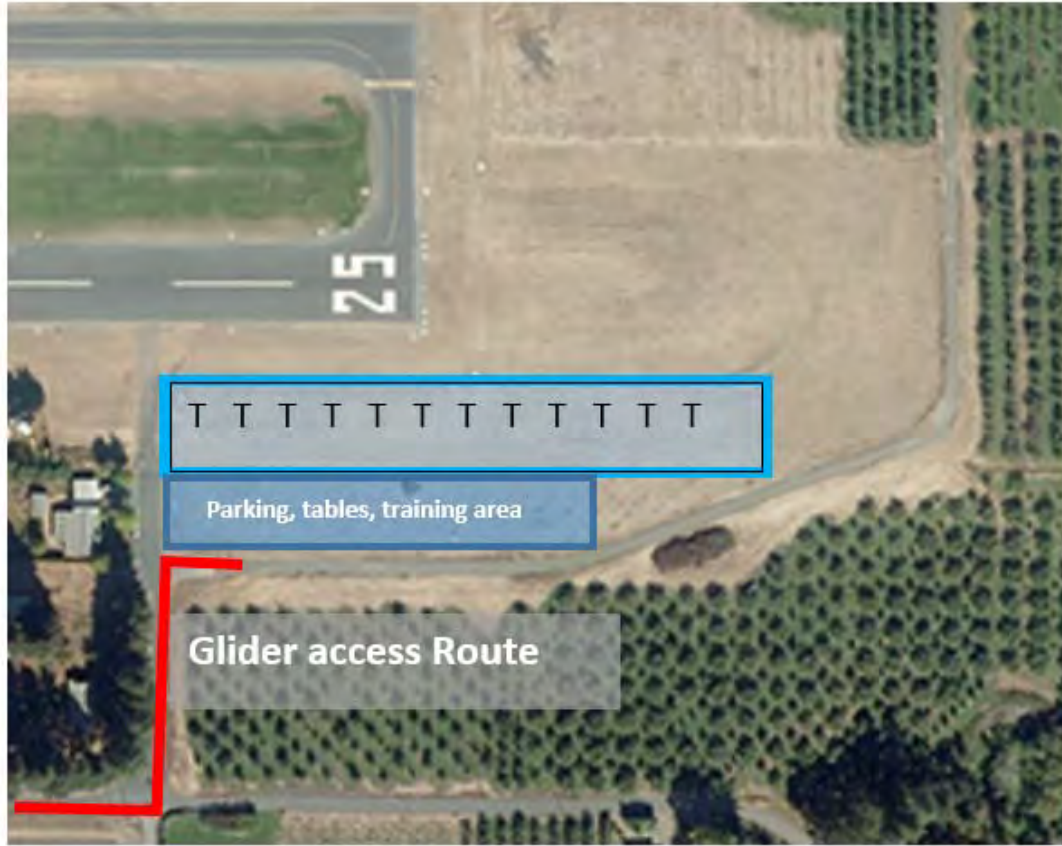 25
T T T T T T T T T T T T
Parking, tables, training area
Glider access Route